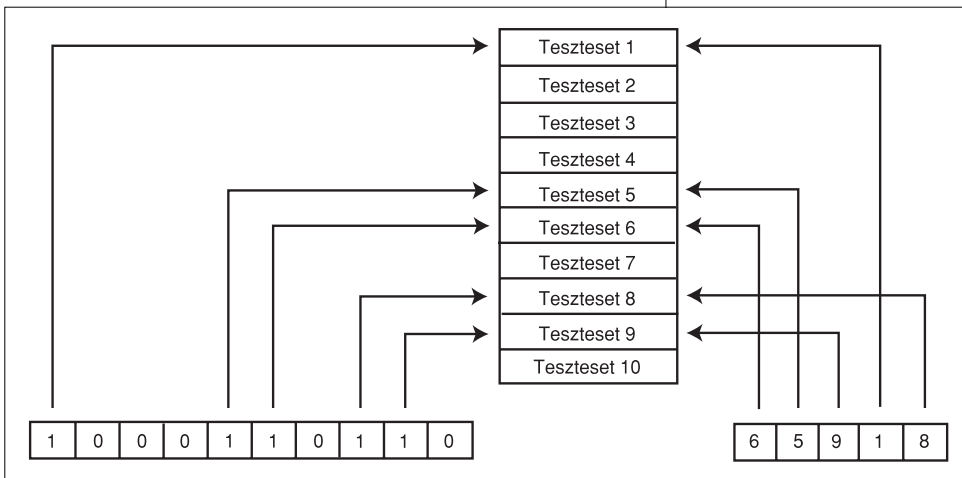 Teszteset 1
Teszteset 2
Teszteset 3
Teszteset 4
Teszteset 5
Teszteset 6
Teszteset 7
Teszteset 8
Teszteset 9
Teszteset 10
1 0 0 0 1 1 0 1 1 0
6 5 9 1 8